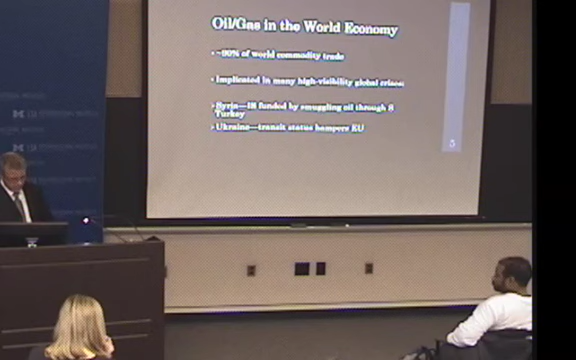 Oil/Gas in the World Economy
• ~90% of world commodity trade
• Implicated in many high-visibility global crises:
• Syria—IS funded by smuggling oil through S
Turkey
• Ukraine—transit status hampers EU
5